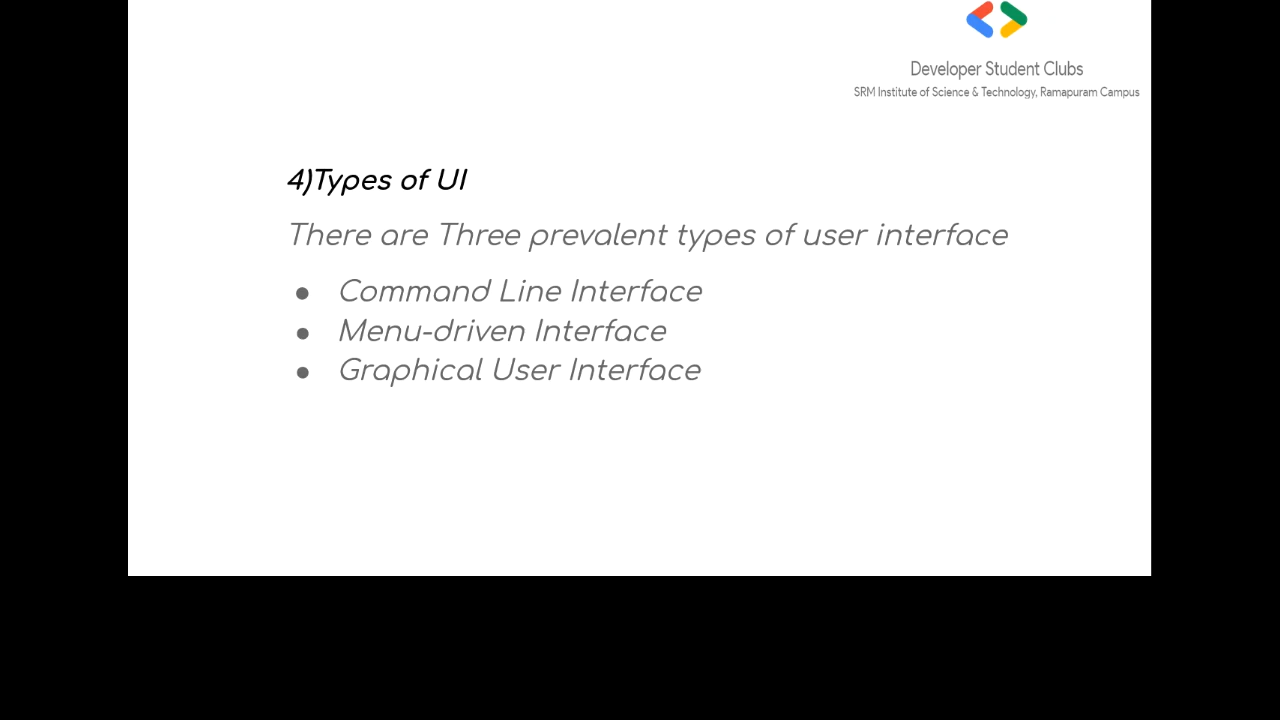 Developer Student Clubs
SRM Institute of Science & Technology, Ramapuram Campus
4)Types of UI
There are Three prevalent types of user interface
● Command Line Interface
● Menu-driven Interface
● Graphical User Interface